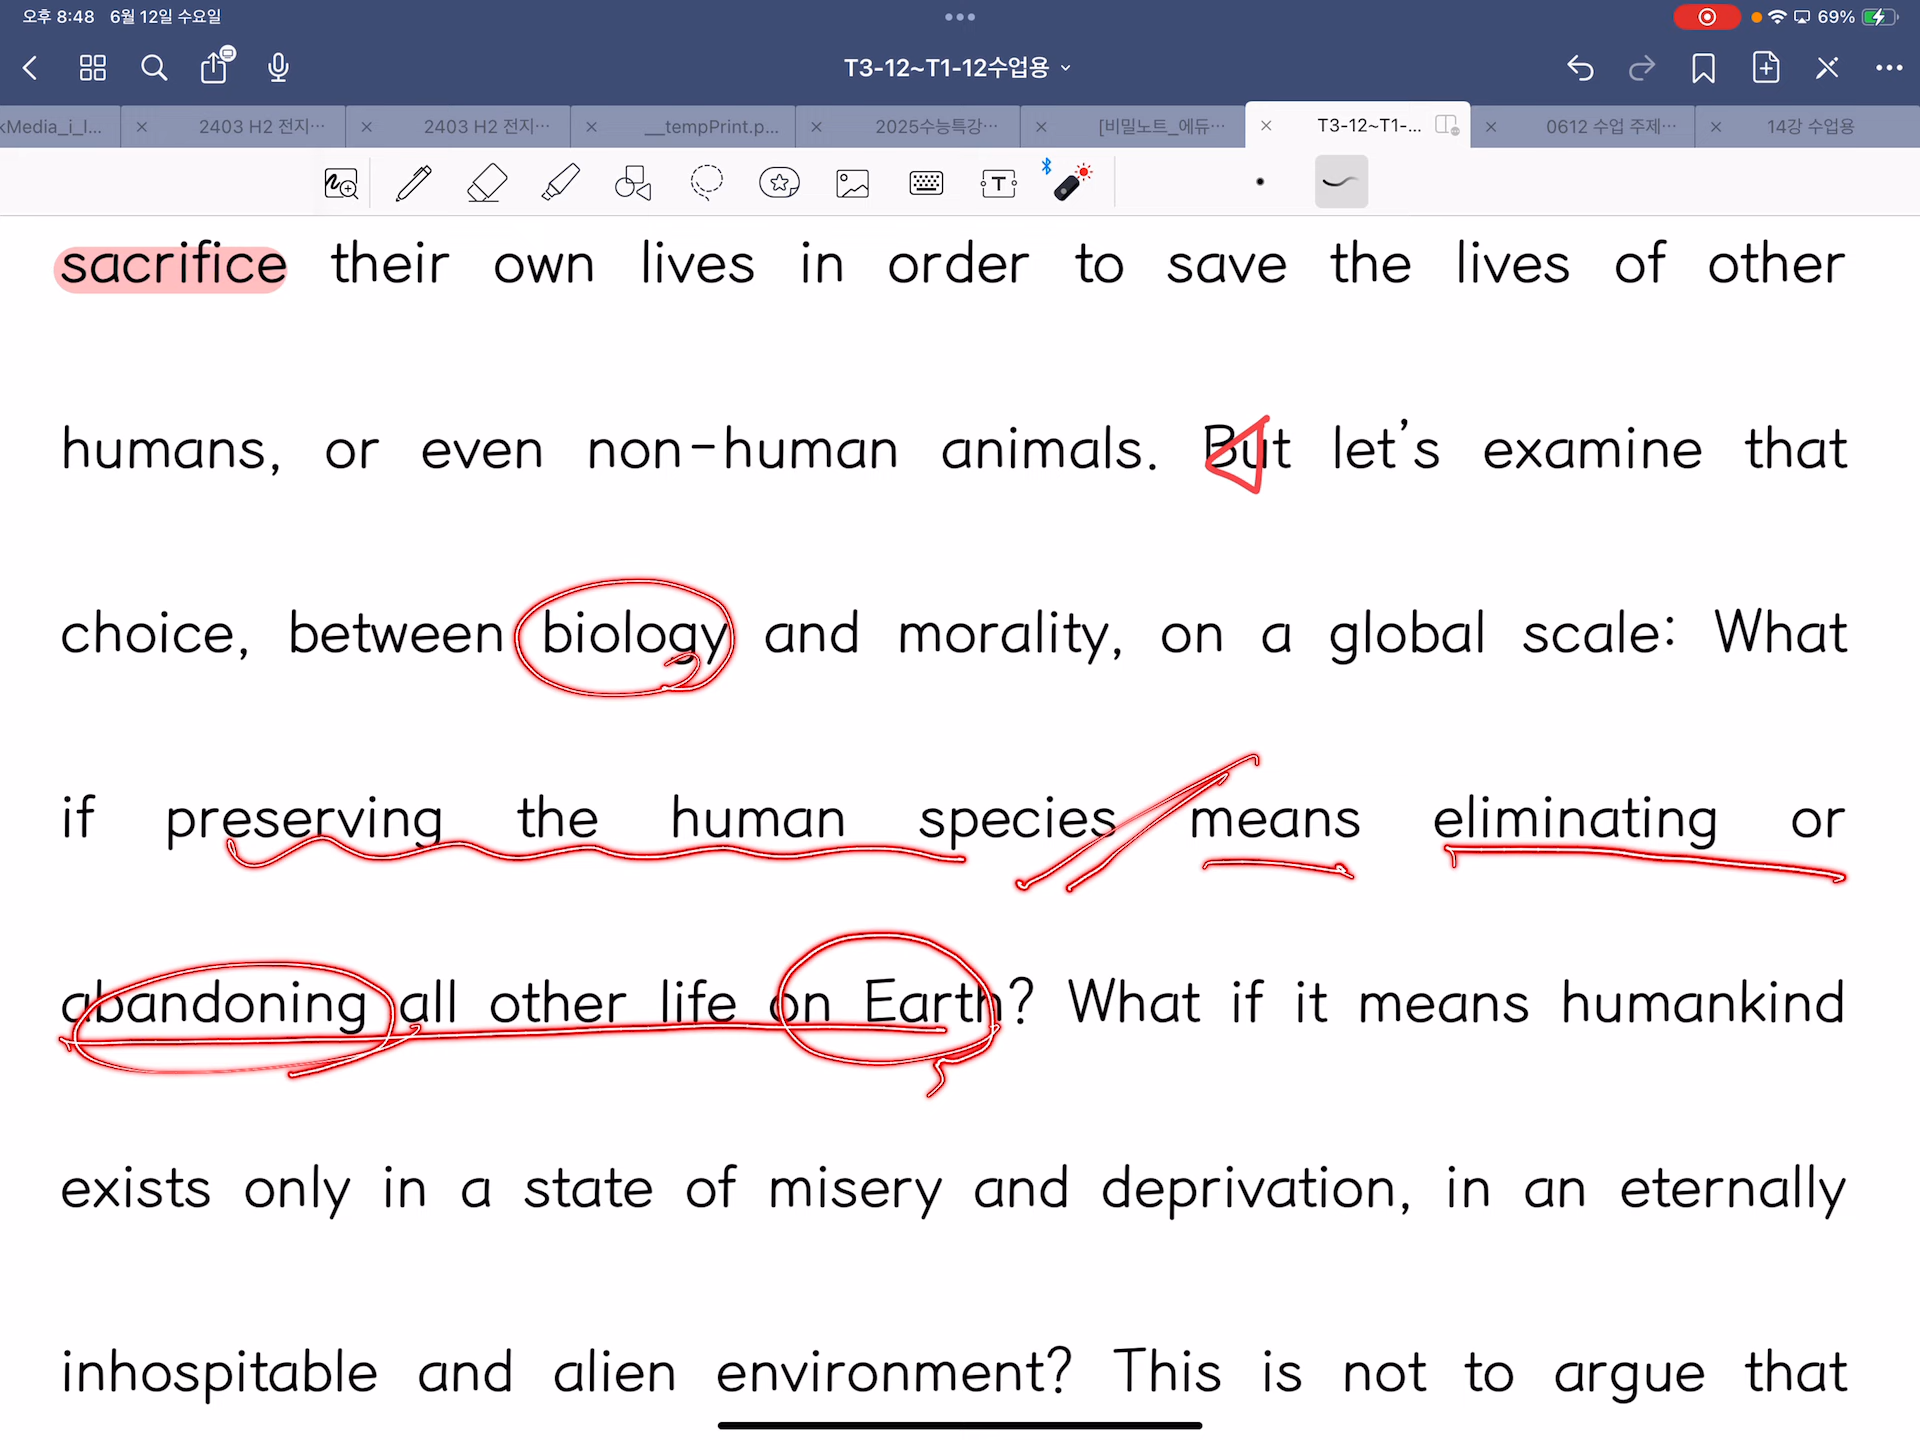 오후 8:48 6월 12일 수요일
69%
T3-12~T1-12수업용
kMedia_i_l...
2403 H2 전지...
2403 H2 전지...
__tempPrint.p...
2025수능특강...
[비밀노트_에듀...
T3-12~T1-...
0612 수업 주제...
14강 수업용
sacrifice their own lives in order to save the lives of other
humans, or even non-human animals. But let's examine that
choice, between biology and morality, on a global scale: What
if preserving the human species means eliminating or
abandoning all other life on Earth? What if it means humankind
exists only in a state of misery and deprivation, in an eternally
inhospitable and alien environment? This is not to argue that